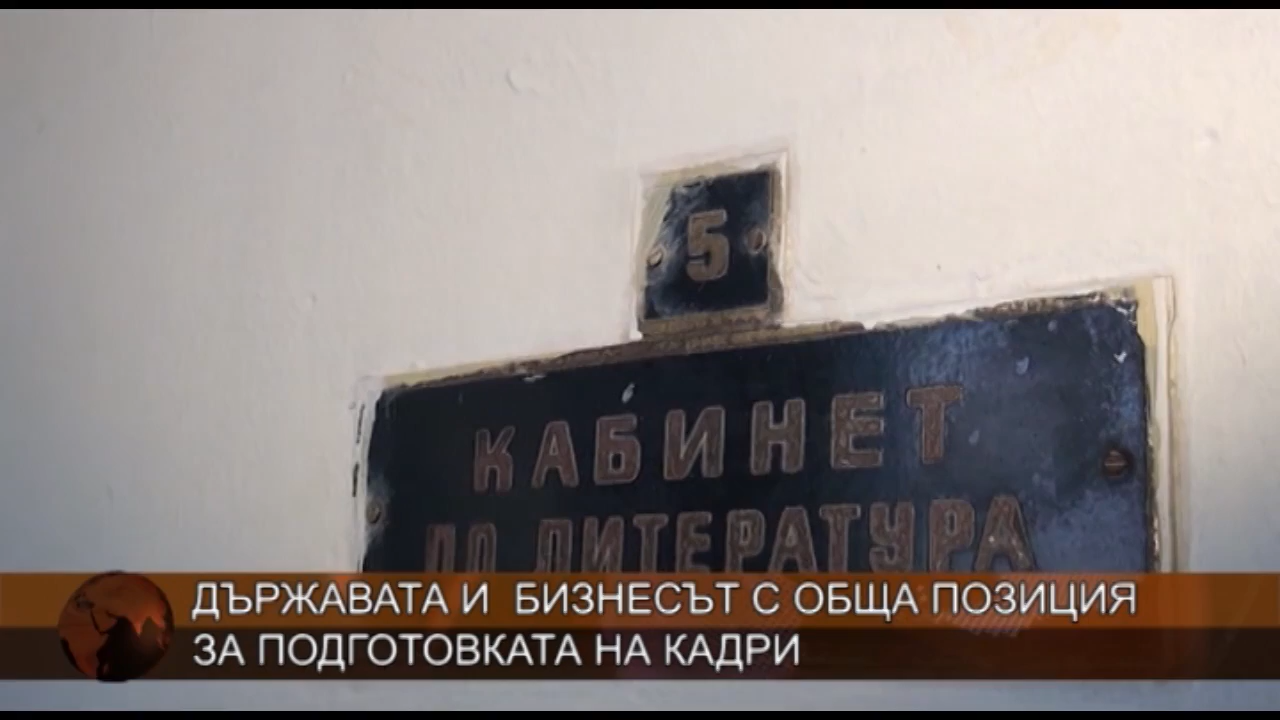 5
КАБИНЕТ
ПО ЛИТЕРАТУРА
ДЪРЖАВАТА И БИЗНЕСЪТ С ОБЩА ПОЗИЦИЯ
ЗА ПОДГОТОВКАТА НА КАДРИ